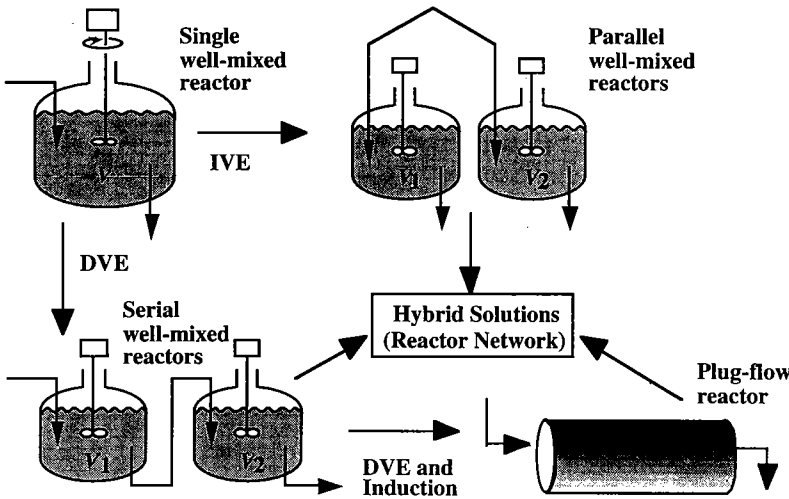 Single
well-mixed
reactor
Parallel
well-mixed
reactors
V
IVE
V1
V2
DVE
Serial
well-mixed
reactors
Hybrid Solutions
(Reactor Network)
Plug-flow
reactor
V1
V2
DVE and
Induction